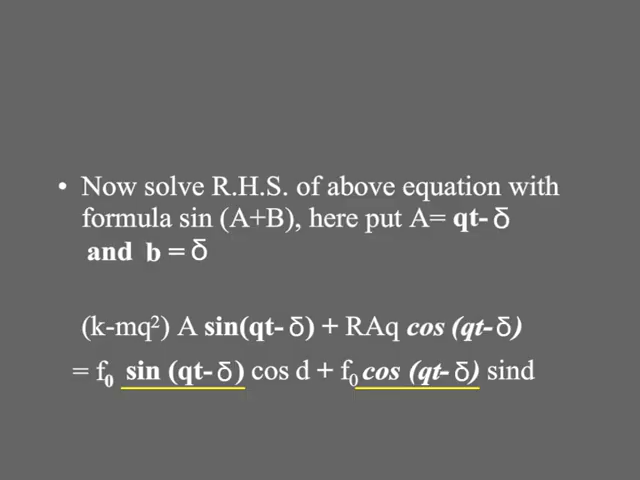 • Now solve R.H.S. of above equation with
formula sin (A+B), here put A= qt- δ
and b = δ
(k-mq²) A sin(qt- δ) + RAq cos (qt-δ)
= f₀ sin (qt- δ) cos d + f₀ cos (qt- δ) sind